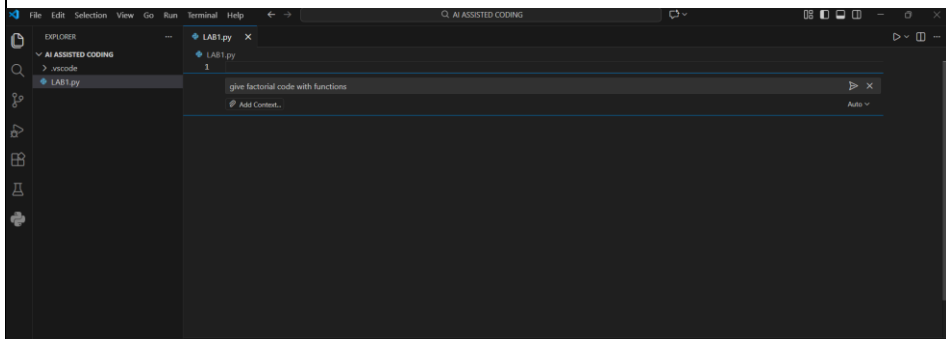 File Edit Selection View Go Run Terminal Help
AI ASSISTED CODING
EXPLORER
AI ASSISTED CODING
.vscode
LAB1.py
LAB1.py
LAB1.py
1
give factorial code with functions
Add Context...
Auto